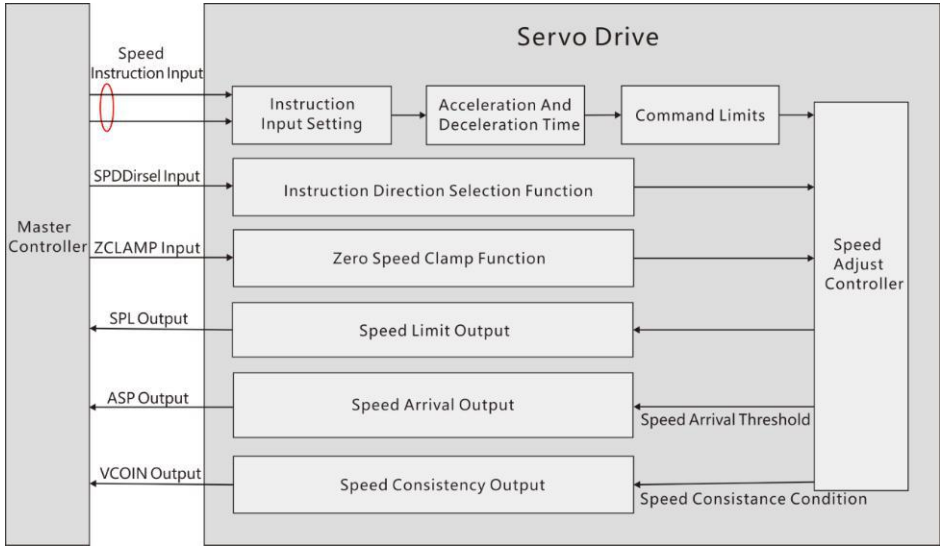 Servo Drive
Speed
Instruction Input
Instruction
Input Setting
Acceleration And
Deceleration Time
Command Limits
SPDDirsel Input
Instruction Direction Selection Function
Master
Controller
ZCLAMP Input
Zero Speed Clamp Function
Speed
Adjust
Controller
SPL Output
Speed Limit Output
ASP Output
Speed Arrival Output
Speed Arrival Threshold
VCOIN Output
Speed Consistency Output
Speed Consistance Condition